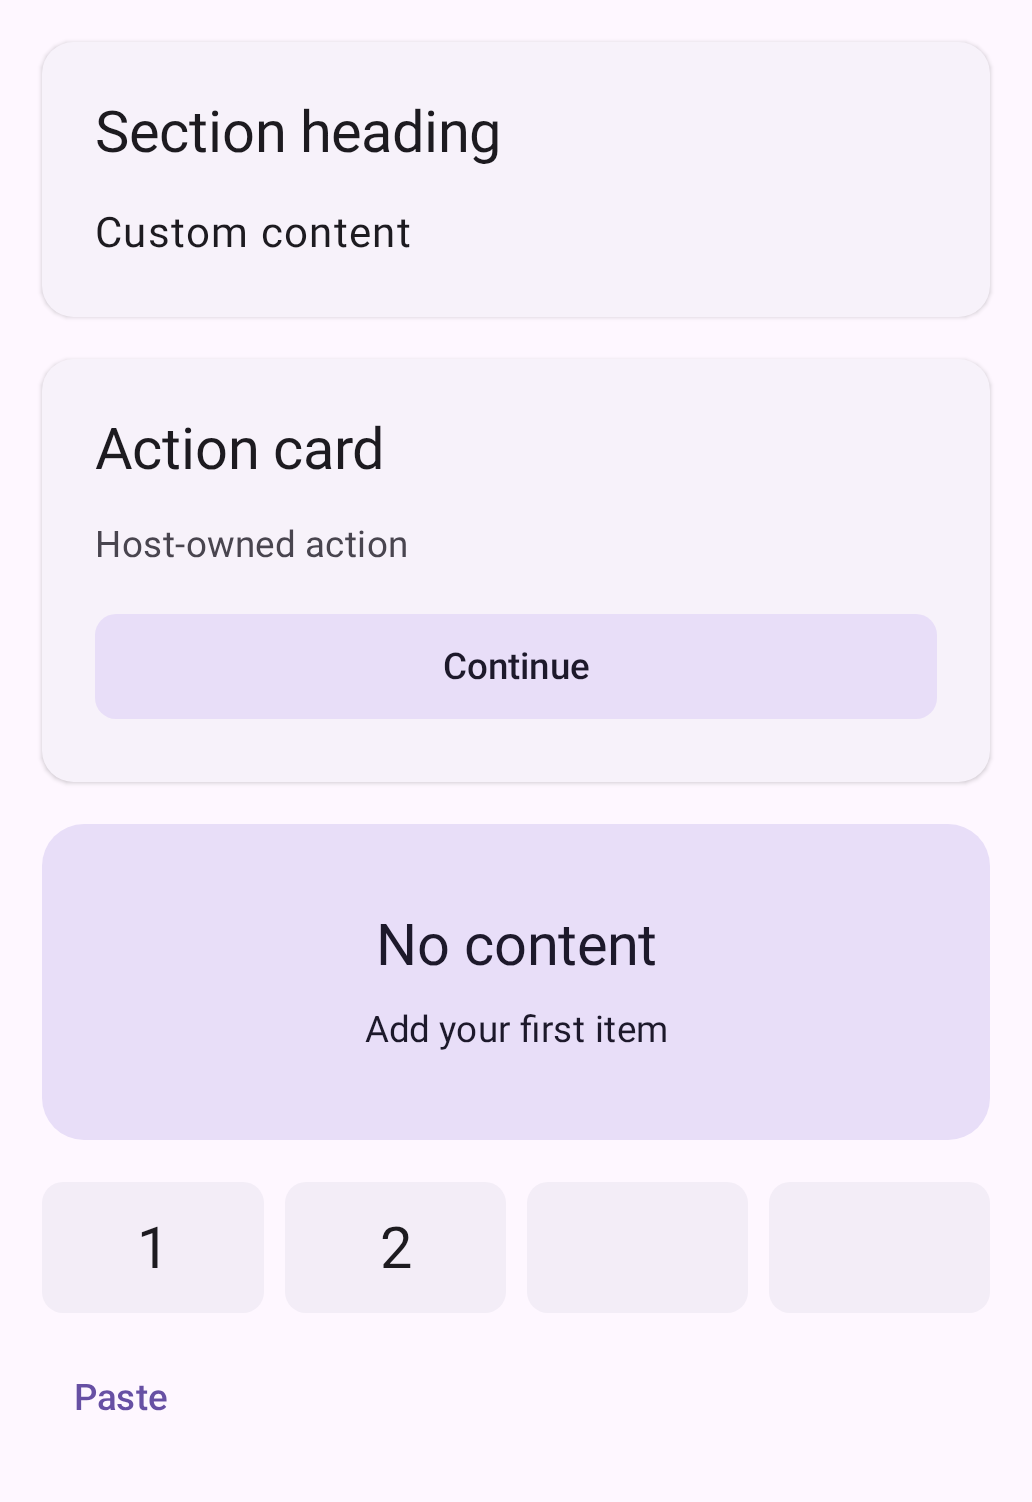 Section heading
Custom content
Action card
Host-owned action
Continue
No content
Add your first item
1 2
Paste